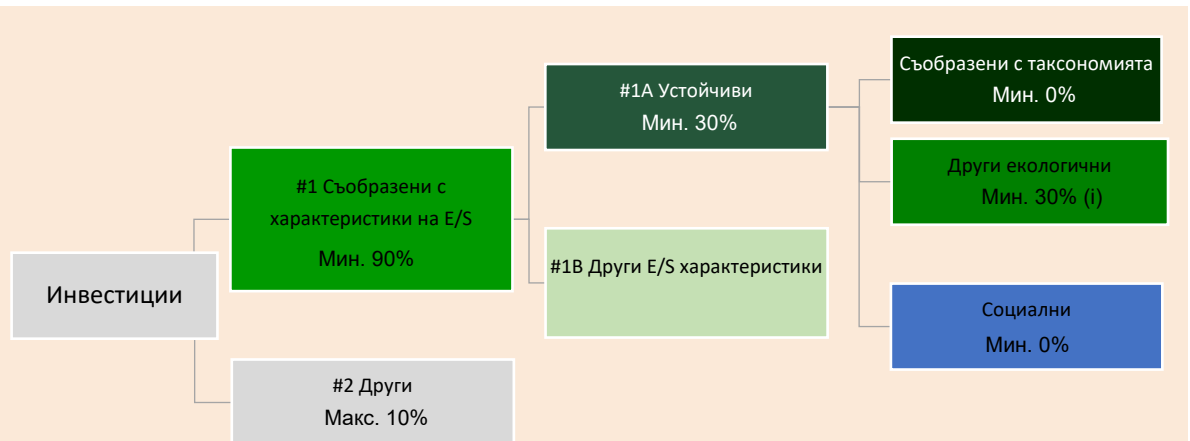 Инвестиции
#1 Съобразени с
характеристики на E/S
Мин. 90%
#2 Други
Макс. 10%
#1A Устойчиви
Мин. 30%
#1B Други E/S характеристики
Съобразени с таксономията
Мин. 0%
Други екологични
Мин. 30% (i)
Социални
Мин. 0%